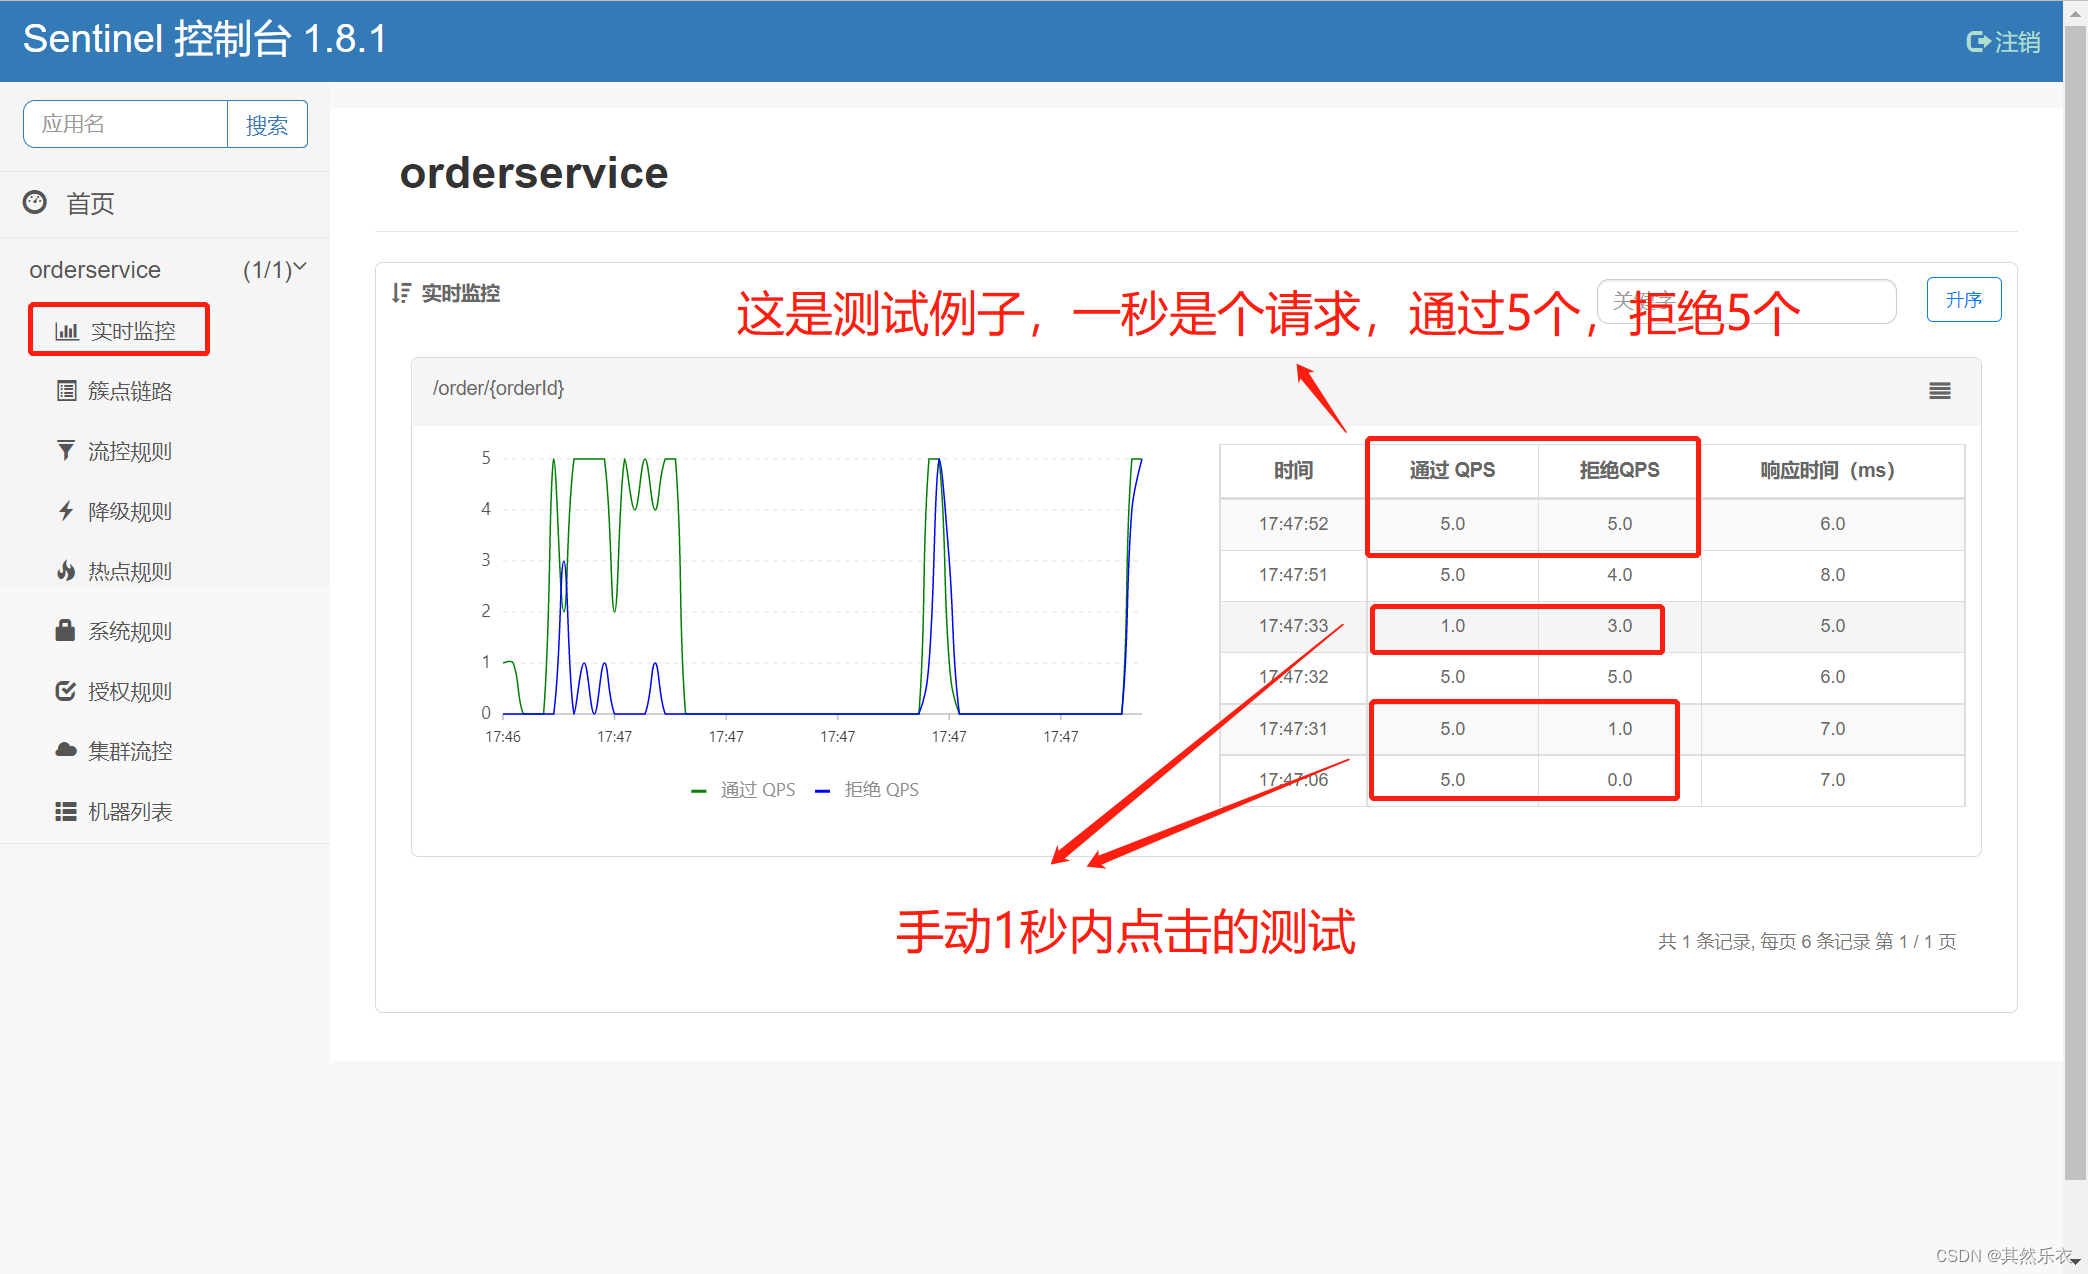 Sentinel 控制台 1.8.1
注销
应用名
搜索
首页
orderservice (1/1)
实时监控
簇点链路
流控规则
降级规则
热点规则
系统规则
授权规则
集群流控
机器列表
orderservice
实时监控
关键字
升序
这是测试例子，一秒是个请求，通过5个，拒绝5个
/order/{orderId}
5
4
3
2
1
0
17:46 17:47 17:47 17:47 17:47 17:47
通过 QPS 拒绝 QPS
时间 通过 QPS 拒绝QPS 响应时间（ms）
17:47:52 5.0 5.0 6.0
17:47:51 5.0 4.0 8.0
17:47:33 1.0 3.0 5.0
17:47:32 5.0 5.0 6.0
17:47:31 5.0 1.0 7.0
17:47:06 5.0 0.0 7.0
手动1秒内点击的测试
共 1 条记录, 每页 6 条记录 第 1 / 1 页
CSDN @其然乐衣